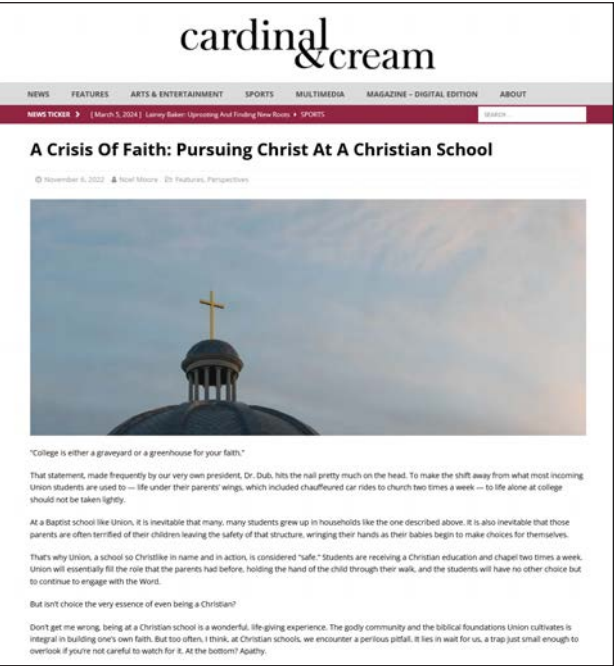 cardinal
&cream
NEWS FEATURES ARTS & ENTERTAINMENT SPORTS MULTIMEDIA MAGAZINE – DIGITAL EDITION ABOUT
NEWS TICKER [ March 5, 2024 ] Lainey Baker: Uprooting And Finding New Roots SPORTS SEARCH
A Crisis Of Faith: Pursuing Christ At A Christian School
November 6, 2022 Noel Moore Features, Perspectives
"College is either a graveyard or a greenhouse for your faith."
That statement, made frequently by our very own president, Dr. Dub, hits the nail pretty much on the head. To make the shift away from what most incoming
Union students are used to — life under their parents' wings, which included chauffeured car rides to church two times a week — to life alone at college
should not be taken lightly.
At a Baptist school like Union, it is inevitable that many, many students grew up in households like the one described above. It is also inevitable that those
parents are often terrified of their children leaving the safety of that structure, wringing their hands as their babies begin to make choices for themselves.
That's why Union, a school so Christlike in name and in action, is considered "safe." Students are receiving a Christian education and chapel two times a week.
Union will essentially fill the role that the parents had before, holding the hand of the child through their walk, and the students will have no other choice but
to continue to engage with the Word.
But isn't choice the very essence of even being a Christian?
Don't get me wrong, being at a Christian school is a wonderful, life-giving experience. The godly community and the biblical foundations Union cultivates is
integral in building one's own faith. But too often, I think, at Christian schools, we encounter a perilous pitfall. It lies in wait for us, a trap just small enough to
overlook if you're not careful to watch for it. At the bottom? Apathy.